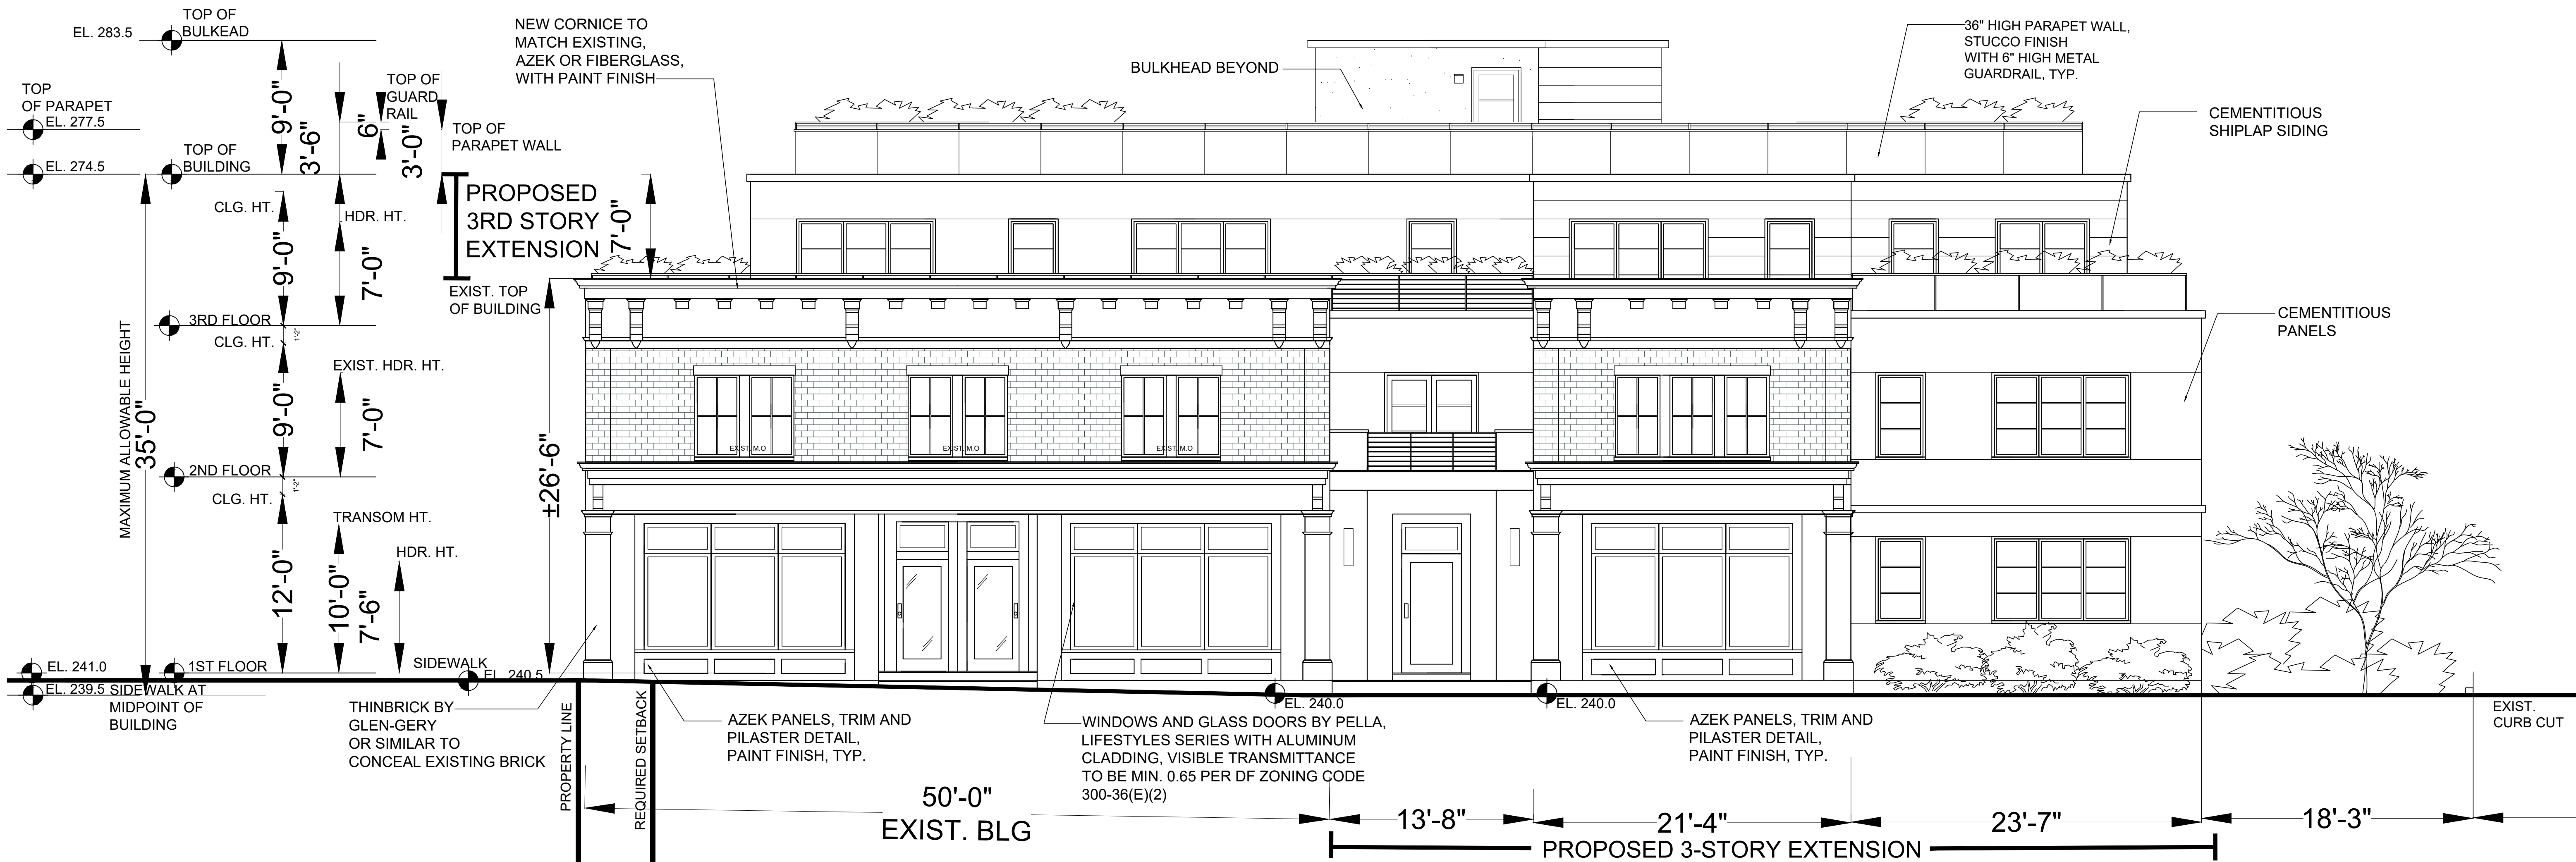 EL. 283.5
TOP OF
BULKEAD
9'-0"
3'-6"
6"
TOP OF
GUARD
RAIL
3'-0"
TOP OF
PARAPET WALL
TOP
OF PARAPET
EL. 277.5
EL. 274.5
TOP OF
BUILDING
CLG. HT.
HDR. HT.
9'-0"
7'-0"
PROPOSED
3RD STORY
EXTENSION
7'-0"
EXIST. TOP
OF BUILDING
3RD FLOOR
1'-2"
CLG. HT.
EXIST. HDR. HT.
MAXIMUM ALLOWABLE HEIGHT
35'-0"
9'-0"
7'-0"
±26'-6"
2ND FLOOR
1'-2"
CLG. HT.
TRANSOM HT.
HDR. HT.
12'-0"
10'-0"
7'-6"
EL. 241.0
1ST FLOOR
SIDEWALK
EL. 240.5
EL. 239.5
SIDEWALK AT
MIDPOINT OF
BUILDING
NEW CORNICE TO
MATCH EXISTING,
AZEK OR FIBERGLASS,
WITH PAINT FINISH
BULKHEAD BEYOND
36" HIGH PARAPET WALL,
STUCCO FINISH
WITH 6" HIGH METAL
GUARDRAIL, TYP.
CEMENTITIOUS
SHIPLAP SIDING
CEMENTITIOUS
PANELS
EXIST. M.O
EXIST. M.O
EXIST. M.O
THINBRICK BY
GLEN-GERY
OR SIMILAR TO
CONCEAL EXISTING BRICK
PROPERTY LINE
REQUIRED SETBACK
AZEK PANELS, TRIM AND
PILASTER DETAIL,
PAINT FINISH, TYP.
WINDOWS AND GLASS DOORS BY PELLA,
LIFESTYLES SERIES WITH ALUMINUM
CLADDING, VISIBLE TRANSMITTANCE
TO BE MIN. 0.65 PER DF ZONING CODE
300-36(E)(2)
EL. 240.0
EL. 240.0
AZEK PANELS, TRIM AND
PILASTER DETAIL,
PAINT FINISH, TYP.
EXIST.
CURB CUT
50'-0"
EXIST. BLG
13'-8"
21'-4"
23'-7"
18'-3"
PROPOSED 3-STORY EXTENSION